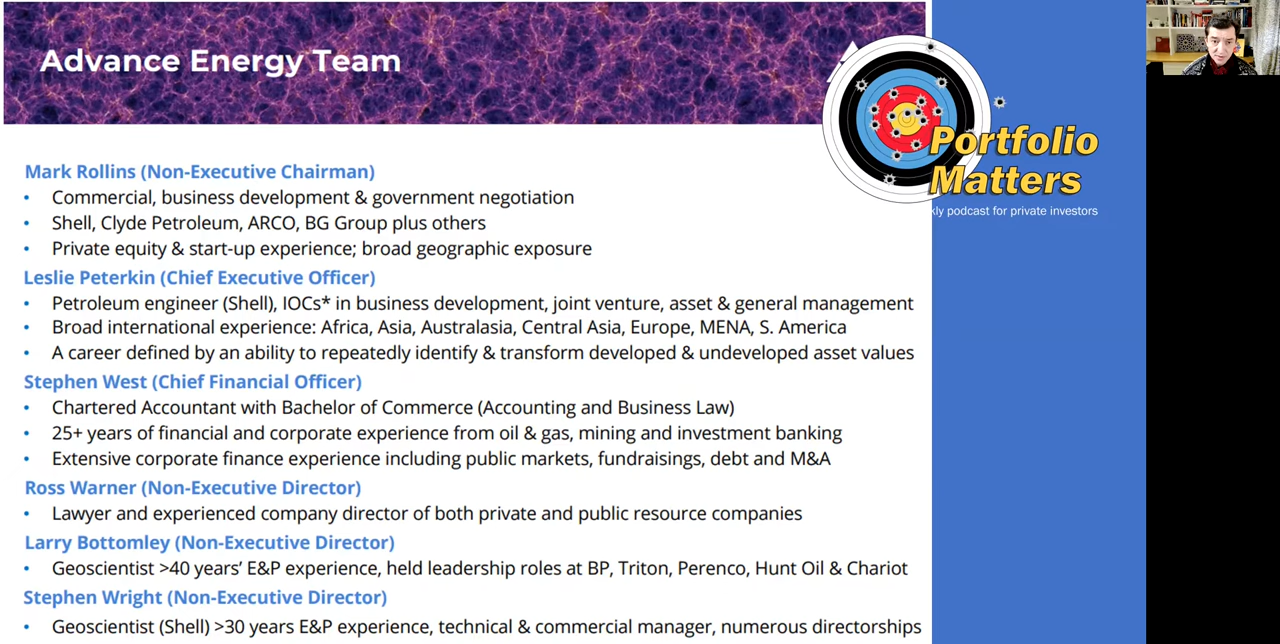 Advance Energy Team
Portfolio
Matters
kly podcast for private investors
Mark Rollins (Non-Executive Chairman)
• Commercial, business development & government negotiation
• Shell, Clyde Petroleum, ARCO, BG Group plus others
• Private equity & start-up experience; broad geographic exposure
Leslie Peterkin (Chief Executive Officer)
• Petroleum engineer (Shell), IOCs* in business development, joint venture, asset & general management
• Broad international experience: Africa, Asia, Australasia, Central Asia, Europe, MENA, S. America
• A career defined by an ability to repeatedly identify & transform developed & undeveloped asset values
Stephen West (Chief Financial Officer)
• Chartered Accountant with Bachelor of Commerce (Accounting and Business Law)
• 25+ years of financial and corporate experience from oil & gas, mining and investment banking
• Extensive corporate finance experience including public markets, fundraisings, debt and M&A
Ross Warner (Non-Executive Director)
• Lawyer and experienced company director of both private and public resource companies
Larry Bottomley (Non-Executive Director)
• Geoscientist >40 years’ E&P experience, held leadership roles at BP, Triton, Perenco, Hunt Oil & Chariot
Stephen Wright (Non-Executive Director)
• Geoscientist (Shell) >30 years E&P experience, technical & commercial manager, numerous directorships